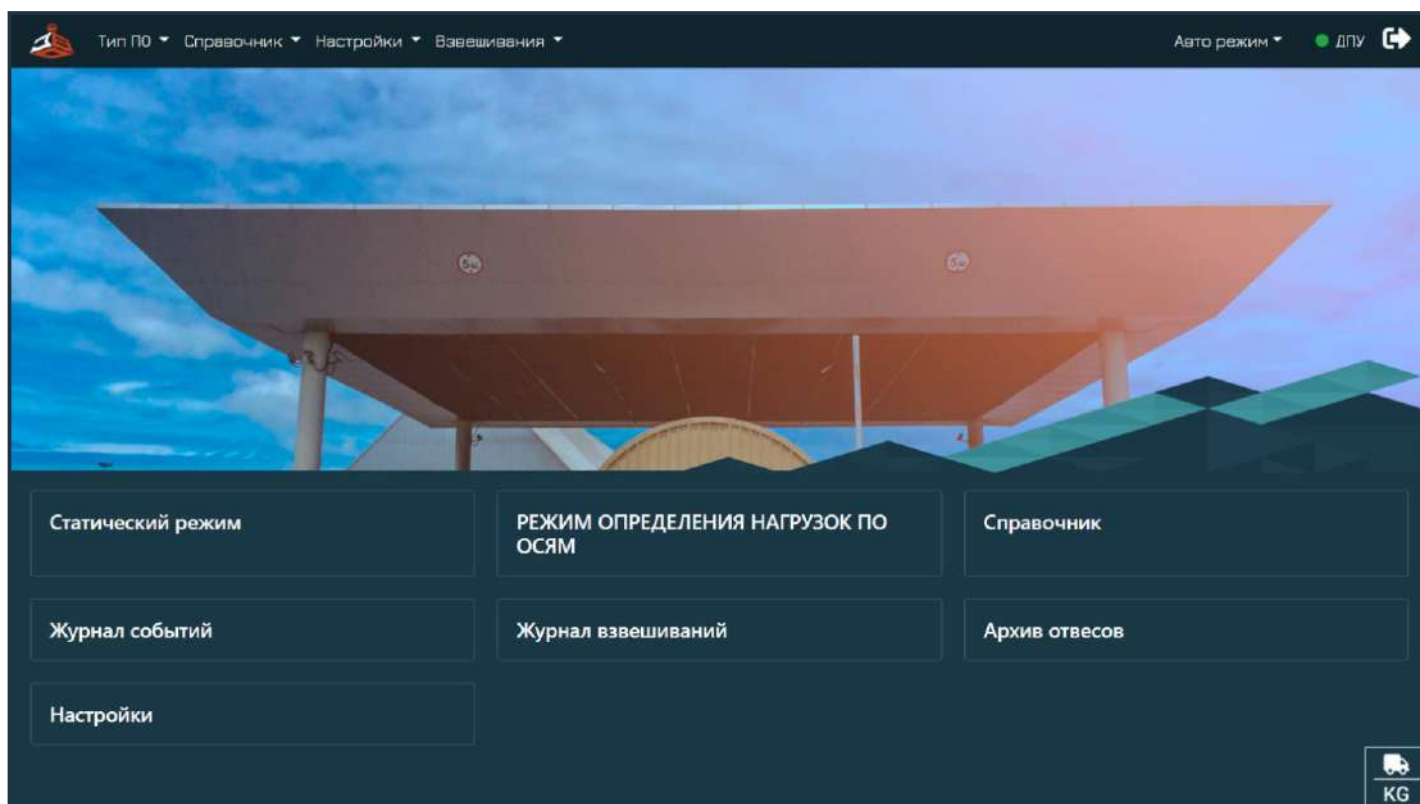 Тип ПО Справочник Настройки Взвешивания Авто режим ДПУ
Статический режим РЕЖИМ ОПРЕДЕЛЕНИЯ НАГРУЗОК ПО Справочник
ОСЯМ
Журнал событий Журнал взвешиваний Архив отвесов
Настройки
KG